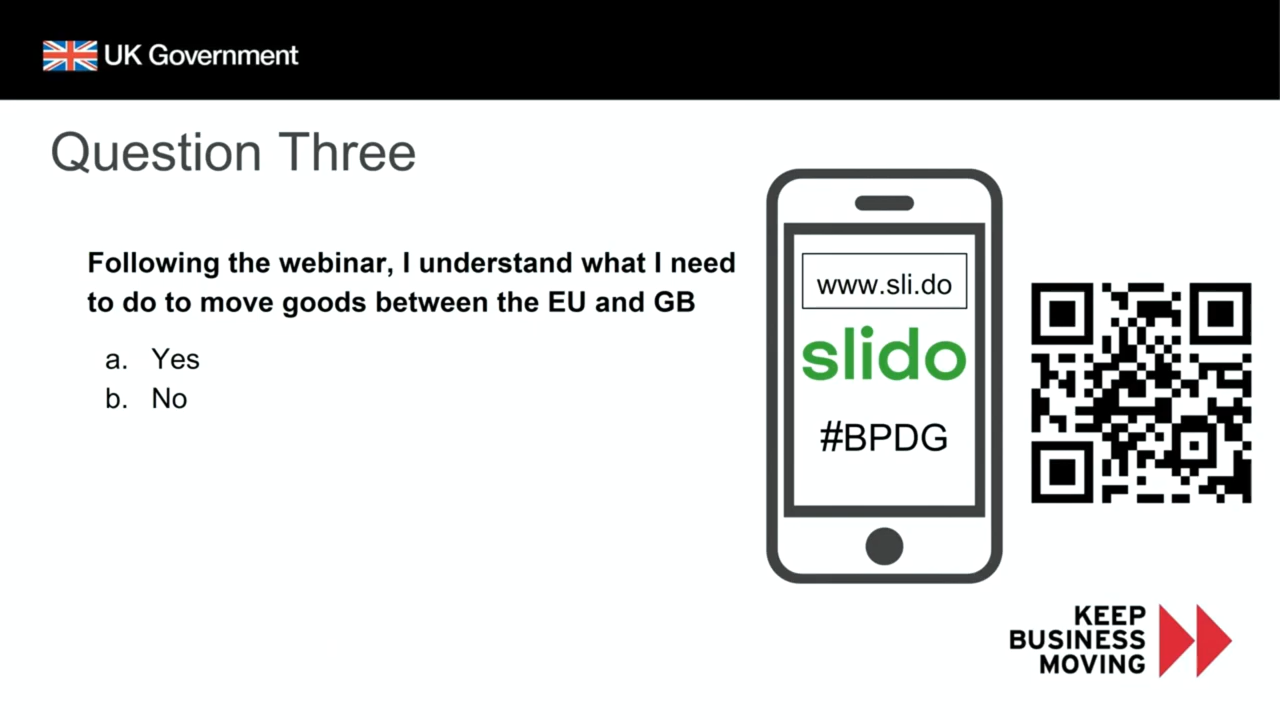 UK Government
Question Three
Following the webinar, I understand what I need
to do to move goods between the EU and GB
a. Yes
b. No
www.sli.do
slido
#BPDG
KEEP
BUSINESS
MOVING